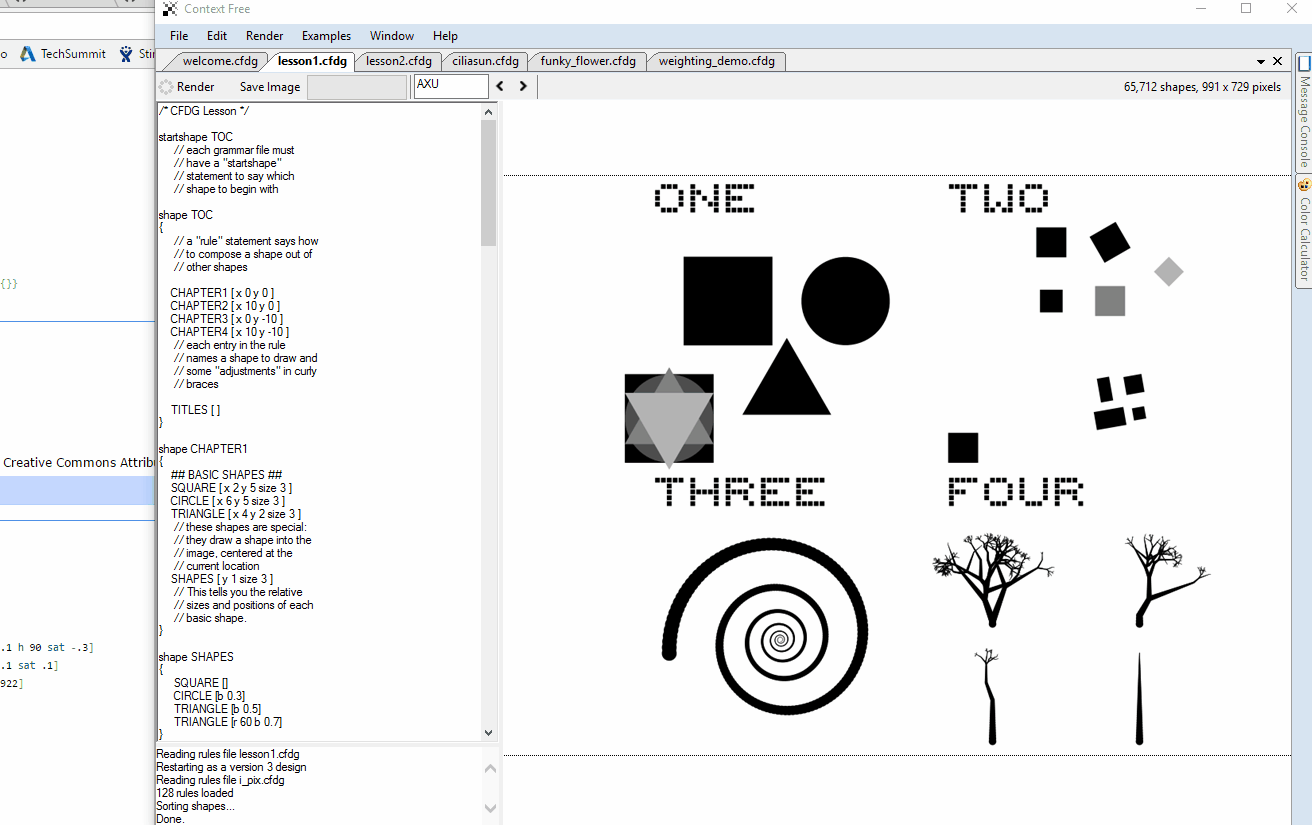 Context Free
File Edit Render Examples Window Help
TechSummit
welcome.cfdg lesson1.cfdg lesson2.cfdg ciliasun.cfdg funky_flower.cfdg weighting_demo.cfdg
Render Save Image AXU 65,712 shapes, 991 x 729 pixels
/* CFDG Lesson */
startshape TOC
// each grammar file must
// have a "startshape"
// statement to say which
// shape to begin with
shape TOC
{
// a "rule" statement says how
// to compose a shape out of
// other shapes
CHAPTER1 [ x 0 y 0 ]
CHAPTER2 [ x 10 y 0 ]
CHAPTER3 [ x 0 y -10 ]
CHAPTER4 [ x 10 y -10 ]
// each entry in the rule
// names a shape to draw and
// some "adjustments" in curly
// braces
TITLES [ ]
}
shape CHAPTER1
{
## BASIC SHAPES ##
SQUARE [ x 2 y 5 size 3 ]
CIRCLE [ x 6 y 5 size 3 ]
TRIANGLE [ x 4 y 2 size 3 ]
// these shapes are special:
// they draw a shape into the
// image, centered at the
// current location
SHAPES [ y 1 size 3 ]
// This tells you the relative
// sizes and positions of each
// basic shape.
}
shape SHAPES
{
SQUARE []
CIRCLE [b 0.3]
TRIANGLE [b 0.5]
TRIANGLE [r 60 b 0.7]
}
Reading rules file lesson1.cfdg
Restarting as a version 3 design
Reading rules file i_pix.cfdg
128 rules loaded
Sorting shapes...
Done.
ONE TWO
THREE FOUR
Message Console
Color Calculator
{}}
Creative Commons Attrib
.1 h 90 sat -.3]
.1 sat .1]
922]